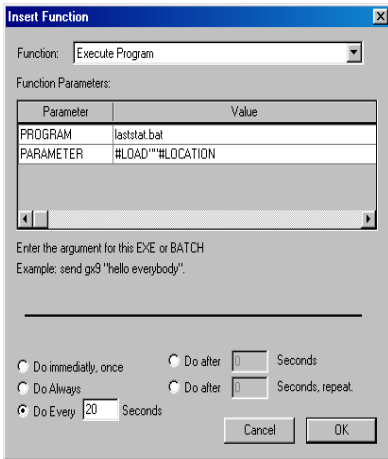 Insert Function
Function: Execute Program
Function Parameters:
Parameter Value
PROGRAM laststat.bat
PARAMETER #LOAD""#LOCATION
Enter the argument for this EXE or BATCH
Example: send gx9 "hello everybody".
Do immediatly, once Do after 0 Seconds
Do Always Do after 0 Seconds, repeat.
Do Every 20 Seconds
Cancel OK